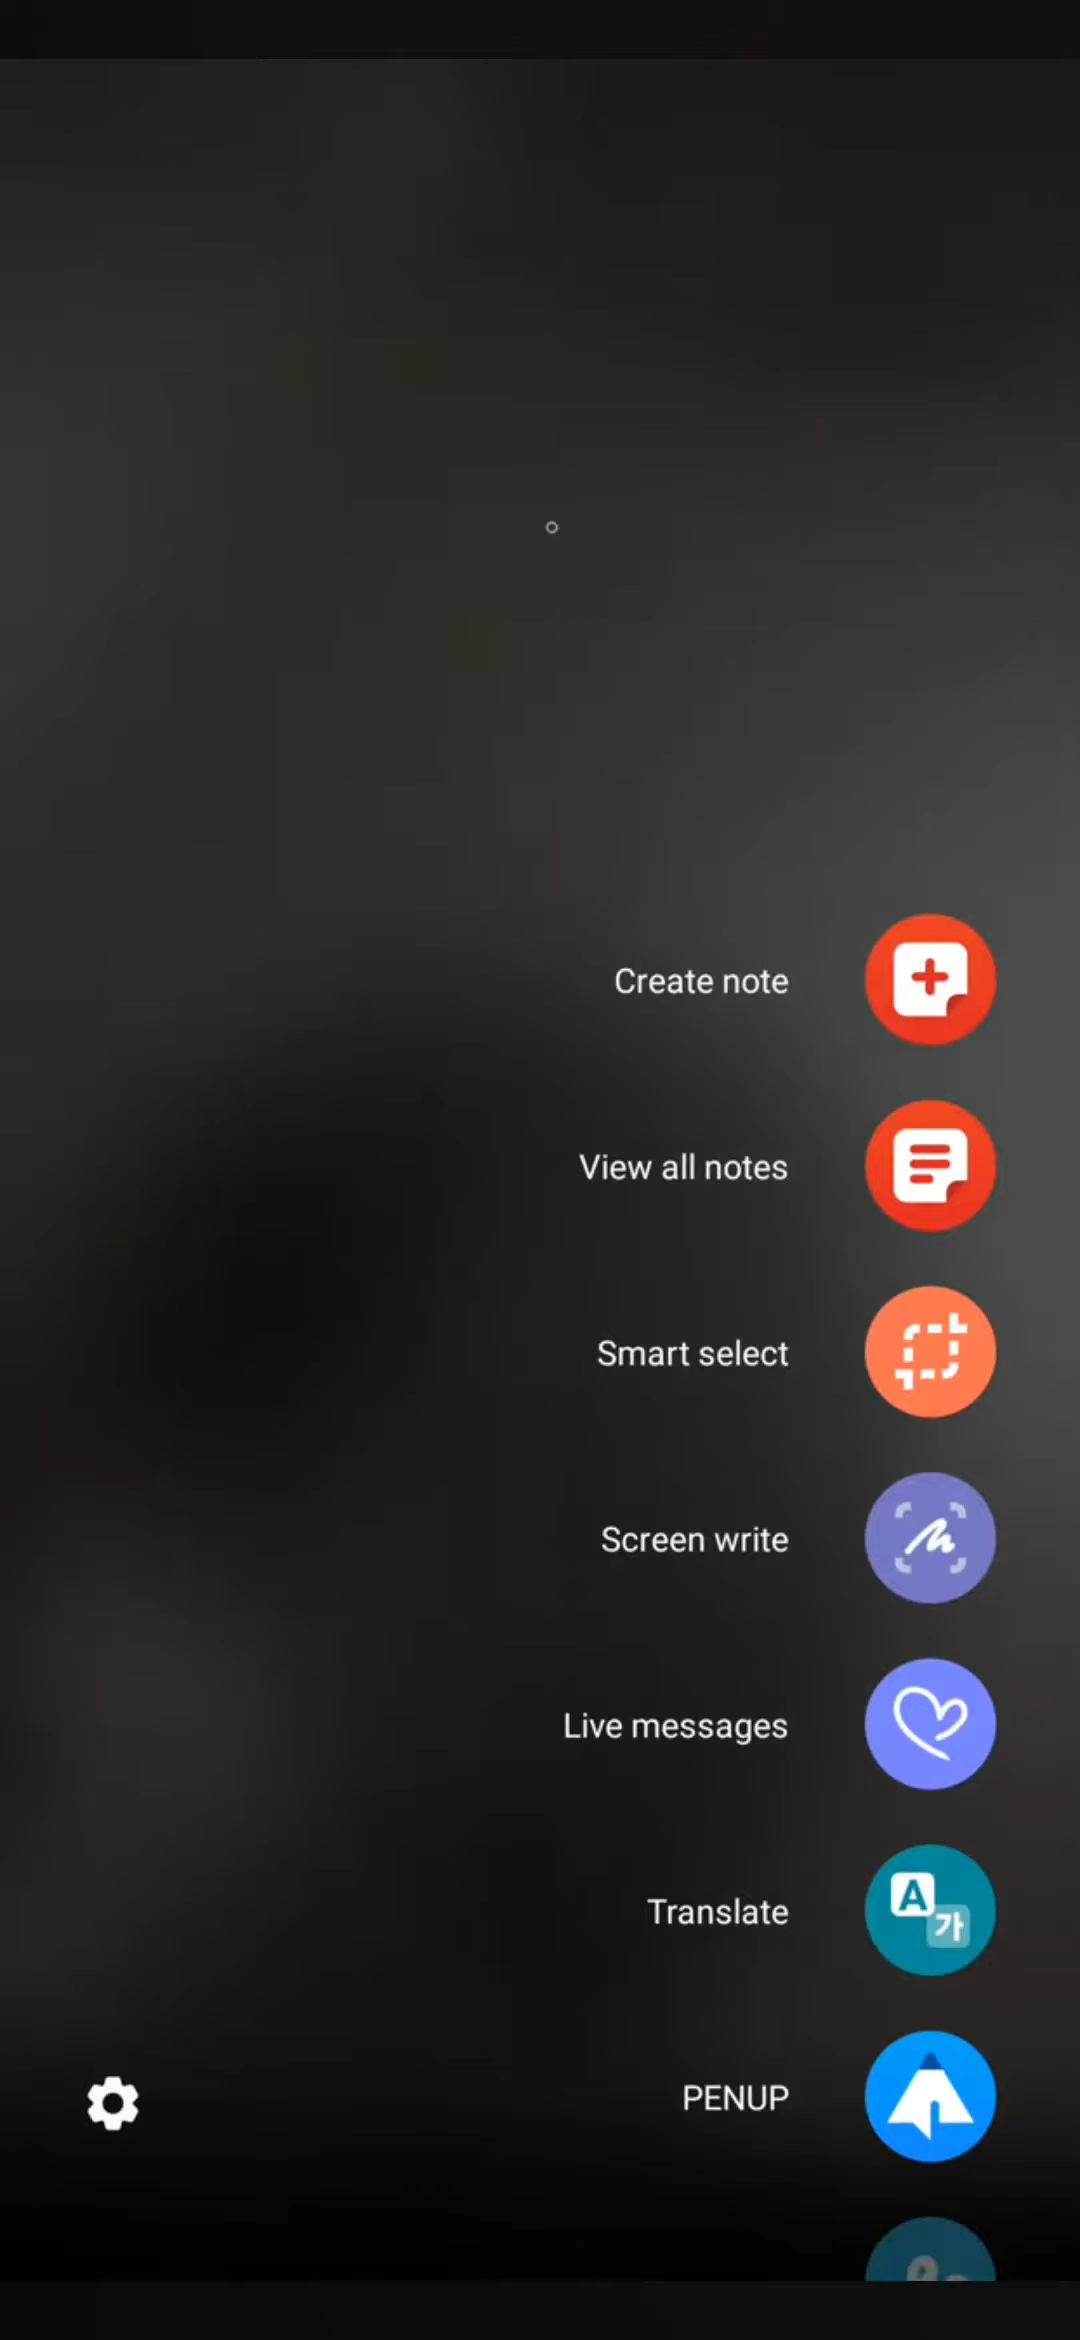 Create note
View all notes
Smart select
Screen write
Live messages
A
가
Translate
PENUP